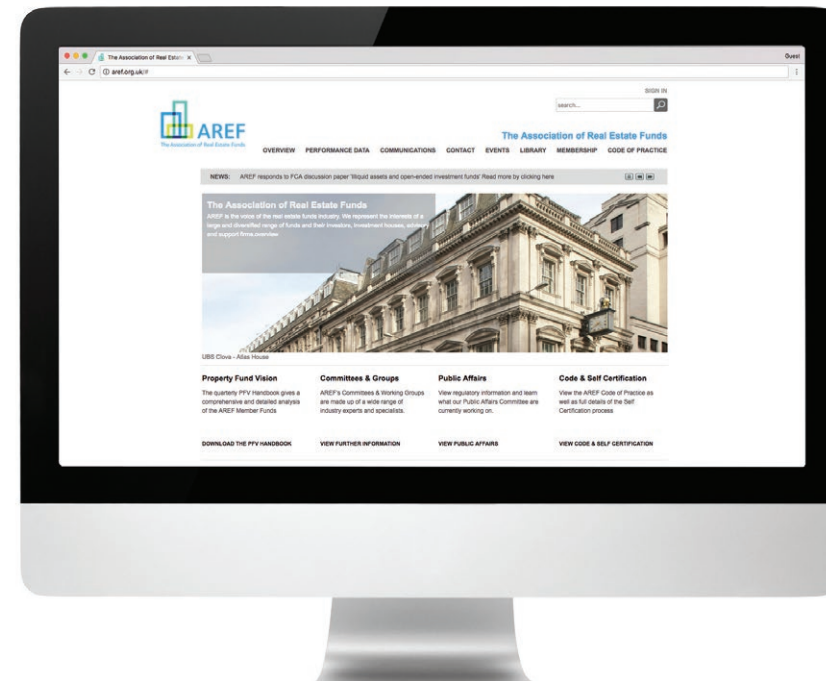 The Association of Real Estate
Guest
aref.org.uk/#
SIGN IN
search...
AREF
The Association of Real Estate Funds
The Association of Real Estate Funds
OVERVIEW PERFORMANCE DATA COMMUNICATIONS CONTACT EVENTS LIBRARY MEMBERSHIP CODE OF PRACTICE
NEWS: AREF responds to FCA discussion paper 'Illiquid assets and open-ended investment funds' Read more by clicking here
The Association of Real Estate Funds
AREF is the voice of the real estate funds industry. We represent the interests of a
large and diversified range of funds and their investors, investment houses, advisory
and support firms.overview
UBS Clova - Atlas House
Property Fund Vision
The quarterly PFV Handbook gives a
comprehensive and detailed analysis
of the AREF Member Funds
DOWNLOAD THE PFV HANDBOOK
Committees & Groups
AREF's Committees & Working Groups
are made up of a wide range of
industry experts and specialists.
VIEW FURTHER INFORMATION
Public Affairs
View regulatory information and learn
what our Public Affairs Committee are
currently working on.
VIEW PUBLIC AFFAIRS
Code & Self Certification
View the AREF Code of Practice as
well as full details of the Self
Certification process
VIEW CODE & SELF CERTIFICATION